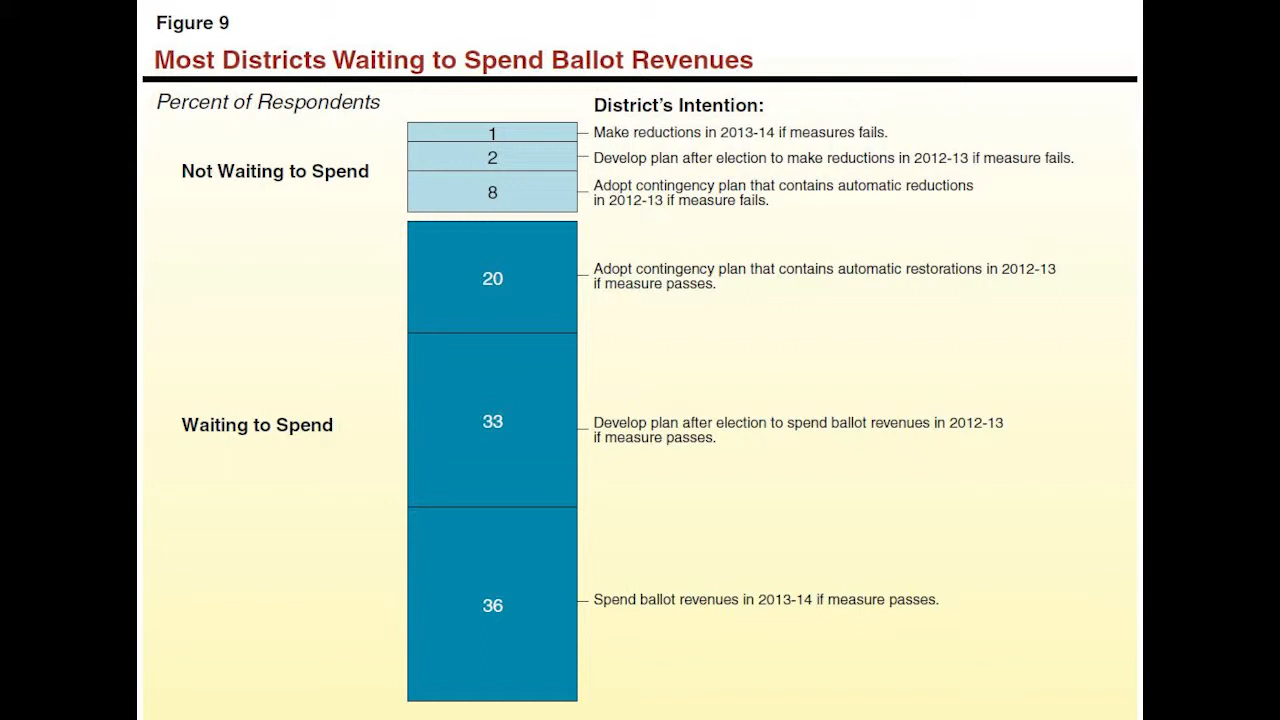 Figure 9
Most Districts Waiting to Spend Ballot Revenues
Percent of Respondents
District's Intention:
Not Waiting to Spend
1
Make reductions in 2013-14 if measures fails.
2
Develop plan after election to make reductions in 2012-13 if measure fails.
8
Adopt contingency plan that contains automatic reductions
in 2012-13 if measure fails.
Waiting to Spend
20
Adopt contingency plan that contains automatic restorations in 2012-13
if measure passes.
33
Develop plan after election to spend ballot revenues in 2012-13
if measure passes.
36
Spend ballot revenues in 2013-14 if measure passes.